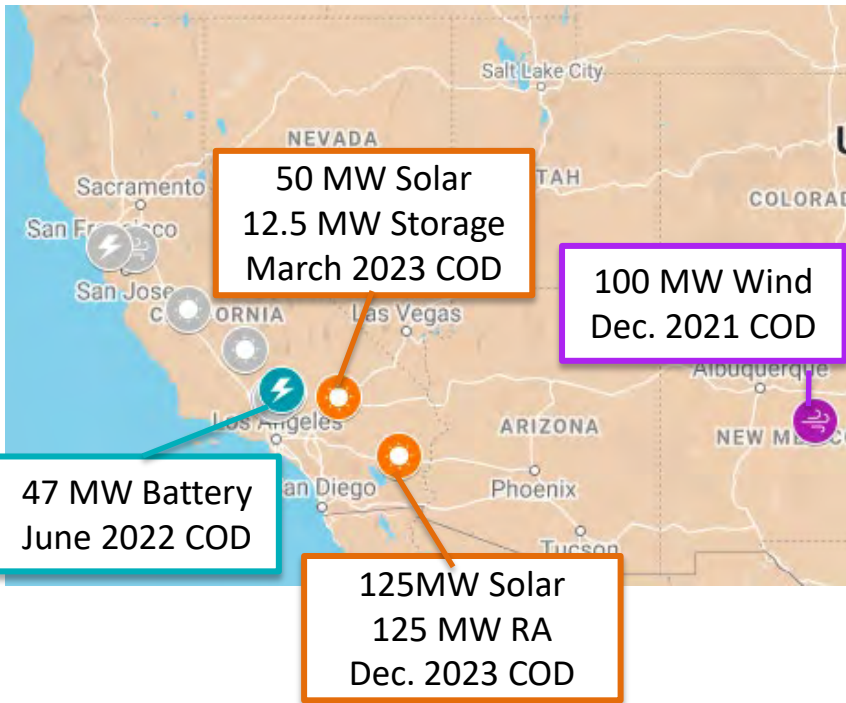 Salt Lake City
NEVADA
50 MW Solar
12.5 MW Storage
March 2023 COD
TAH
Sacramento
COLORAD
San Fr
sco
100 MW Wind
Dec. 2021 COD
San Jose
C
ORNIA
Las Vegas
Albuquerque
Los Angeles
ARIZONA
NEW M
47 MW Battery
June 2022 COD
an Diego
Phoenix
Tucson
125MW Solar
125 MW RA
Dec. 2023 COD